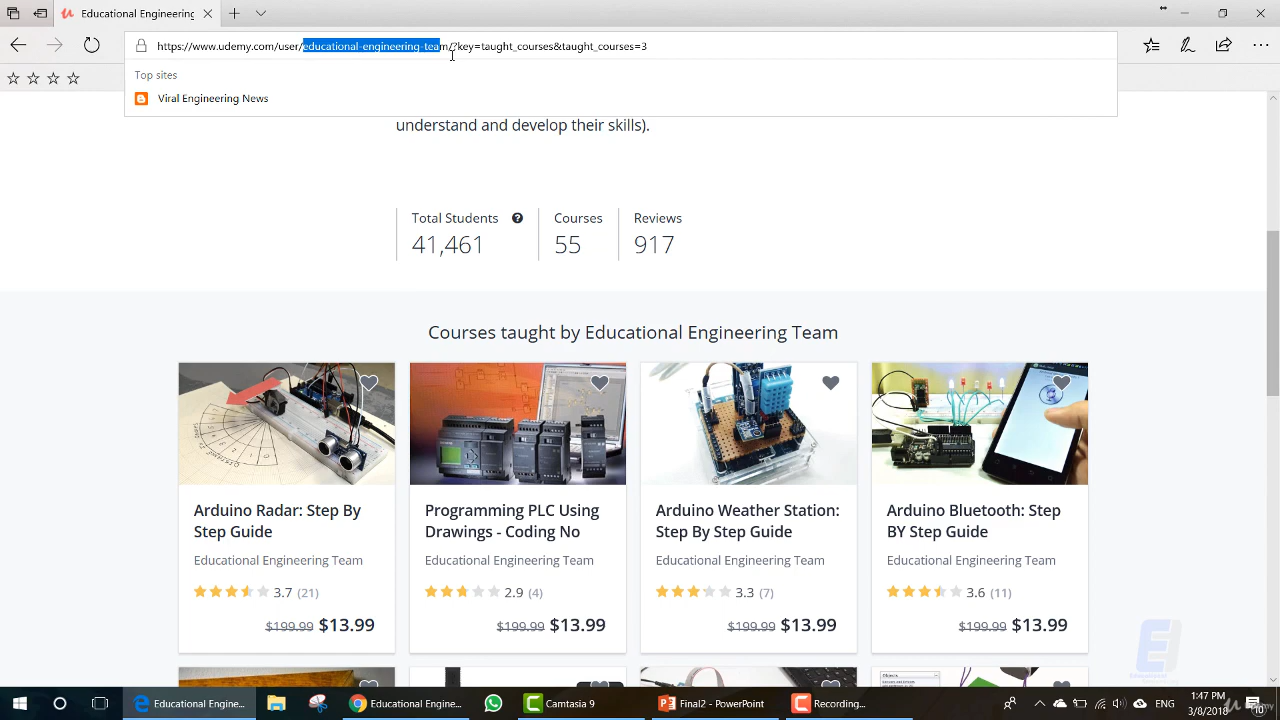 Educational Engineering
https://www.udemy.com/user/educational-engineering-team/?key=taught_courses&taught_courses=3
Top sites
Viral Engineering News
understand and develop their skills).
Total Students Courses Reviews
41,461 55 917
Courses taught by Educational Engineering Team
Arduino Radar: Step By
Step Guide
Educational Engineering Team
3.7 (21)
$199.99 $13.99
Programming PLC Using
Drawings - Coding No
Educational Engineering Team
2.9 (4)
$199.99 $13.99
Arduino Weather Station:
Step By Step Guide
Educational Engineering Team
3.3 (7)
$199.99 $13.99
Arduino Bluetooth: Step
BY Step Guide
Educational Engineering Team
3.6 (11)
$199.99 $13.99
Educational Engine... Educational Enginee... Camtasia 9 Final2 - PowerPoint Recording...
1:47 PM
3/8/2018